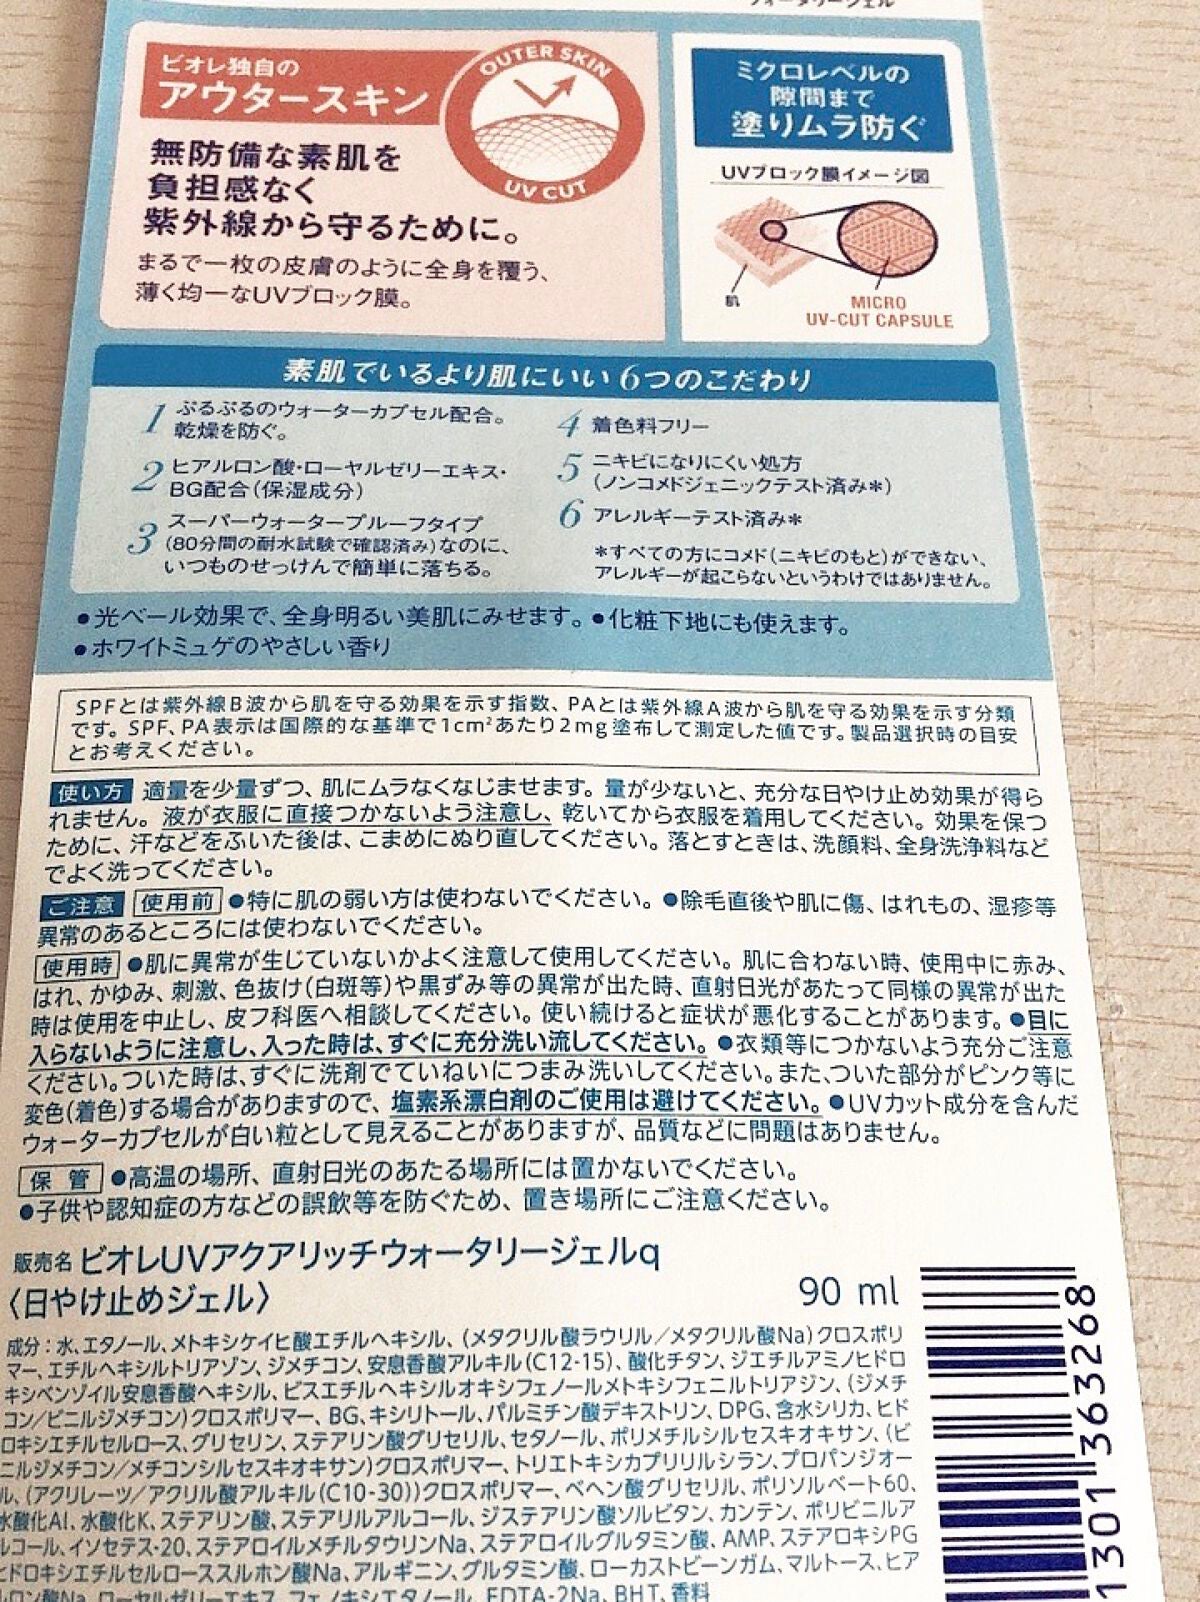 ウォータリージェル
ビオレ独自の
アウタースキン
OUTER SKIN
UV CUT
無防備な素肌を
負担感なく
紫外線から守るために。
まるで一枚の皮膚のように全身を覆う、
薄く均一なUVブロック膜。
ミクロレベルの
隙間まで
塗りムラ防ぐ
UVブロック膜イメージ図
肌
MICRO
UV-CUT CAPSULE
素肌でいるより肌にいい6つのこだわり
1 ぷるぷるのウォーターカプセル配合。
乾燥を防ぐ。
2 ヒアルロン酸・ローヤルゼリーエキス・
BG配合(保湿成分)
3 スーパーウォータープルーフタイプ
(80分間の耐水試験で確認済み)なのに、
いつものせっけんで簡単に落ちる。
4 着色料フリー
5 ニキビになりにくい処方
(ノンコメドジェニックテスト済み*)
6 アレルギーテスト済み*
*すべての方にコメド(ニキビのもと)ができない、
アレルギーが起こらないというわけではありません。
●光ベール効果で、全身明るい美肌にみせます。●化粧下地にも使えます。
●ホワイトミュゲのやさしい香り
SPFとは紫外線B波から肌を守る効果を示す指数、PAとは紫外線A波から肌を守る効果を示す分類
です。SPF、PA表示は国際的な基準で1cm²あたり2mg塗布して測定した値です。製品選択時の目安
とお考えください。
使い方 適量を少量ずつ、肌にムラなくなじませます。量が少ないと、充分な日やけ止め効果が得ら
れません。液が衣服に直接つかないよう注意し、乾いてから衣服を着用してください。効果を保つ
ために、汗などをふいた後は、こまめにぬり直してください。落とすときは、洗顔料、全身洗浄料など
でよく洗ってください。
ご注意 使用前 ●特に肌の弱い方は使わないでください。●除毛直後や肌に傷、はれもの、湿疹等
異常のあるところには使わないでください。
使用時 ●肌に異常が生じていないかよく注意して使用してください。肌に合わない時、使用中に赤み、
はれ、かゆみ、刺激、色抜け(白斑等)や黒ずみ等の異常が出た時、直射日光があたって同様の異常が出た
時は使用を中止し、皮フ科医へ相談してください。使い続けると症状が悪化することがあります。●目に
入らないように注意し、入った時は、すぐに充分洗い流してください。●衣類等につかないよう充分ご注意
ください。ついた時は、すぐに洗剤でていねいにつまみ洗いしてください。また、ついた部分がピンク等に
変色(着色)する場合がありますので、塩素系漂白剤のご使用は避けてください。●UVカット成分を含んだ
ウォーターカプセルが白い粒として見えることがありますが、品質などに問題はありません。
保管 ●高温の場所、直射日光のあたる場所には置かないでください。
●子供や認知症の方などの誤飲等を防ぐため、置き場所にご注意ください。
販売名 ビオレUVアクアリッチウォータリージェルq
〈日やけ止めジェル〉
90 ml
成分:水、エタノール、メトキシケイヒ酸エチルヘキシル、(メタクリル酸ラウリル/メタクリル酸Na)クロスポリ
マー、エチルヘキシルトリアゾン、ジメチコン、安息香酸アルキル(C12-15)、酸化チタン、ジエチルアミノヒドロ
キシベンゾイル安息香酸ヘキシル、ビスエチルヘキシルオキシフェノールメトキシフェニルトリアジン、(ジメチ
コン/ビニルジメチコン)クロスポリマー、BG、キシリトール、パルミチン酸デキストリン、DPG、含水シリカ、ヒド
ロキシエチルセルロース、グリセリン、ステアリン酸グリセリル、セタノール、ポリメチルシルセスキオキサン、(ビ
ニルジメチコン/メチコンシルセスキオキサン)クロスポリマー、トリエトキシカプリリルシラン、プロパンジオー
ル、(アクリレーツ/アクリル酸アルキル(C10-30))クロスポリマー、ベヘン酸グリセリル、ポリソルベート60、
水酸化Al、水酸化K、ステアリン酸、ステアリルアルコール、ジステアリン酸ソルビタン、カンテン、ポリビニルア
ルコール、イソセテス-20、ステアロイルメチルタウリンNa、ステアロイルグルタミン酸、AMP、ステアロキシPG
ヒドロキシエチルセルローススルホン酸Na、アルギニン、グルタミン酸、ローカストビーンガム、マルトース、ヒア
ルロン酸Na、ローヤルゼリーエキス、フェノキシエタノール、EDTA-2Na、BHT、香料
1301 363268